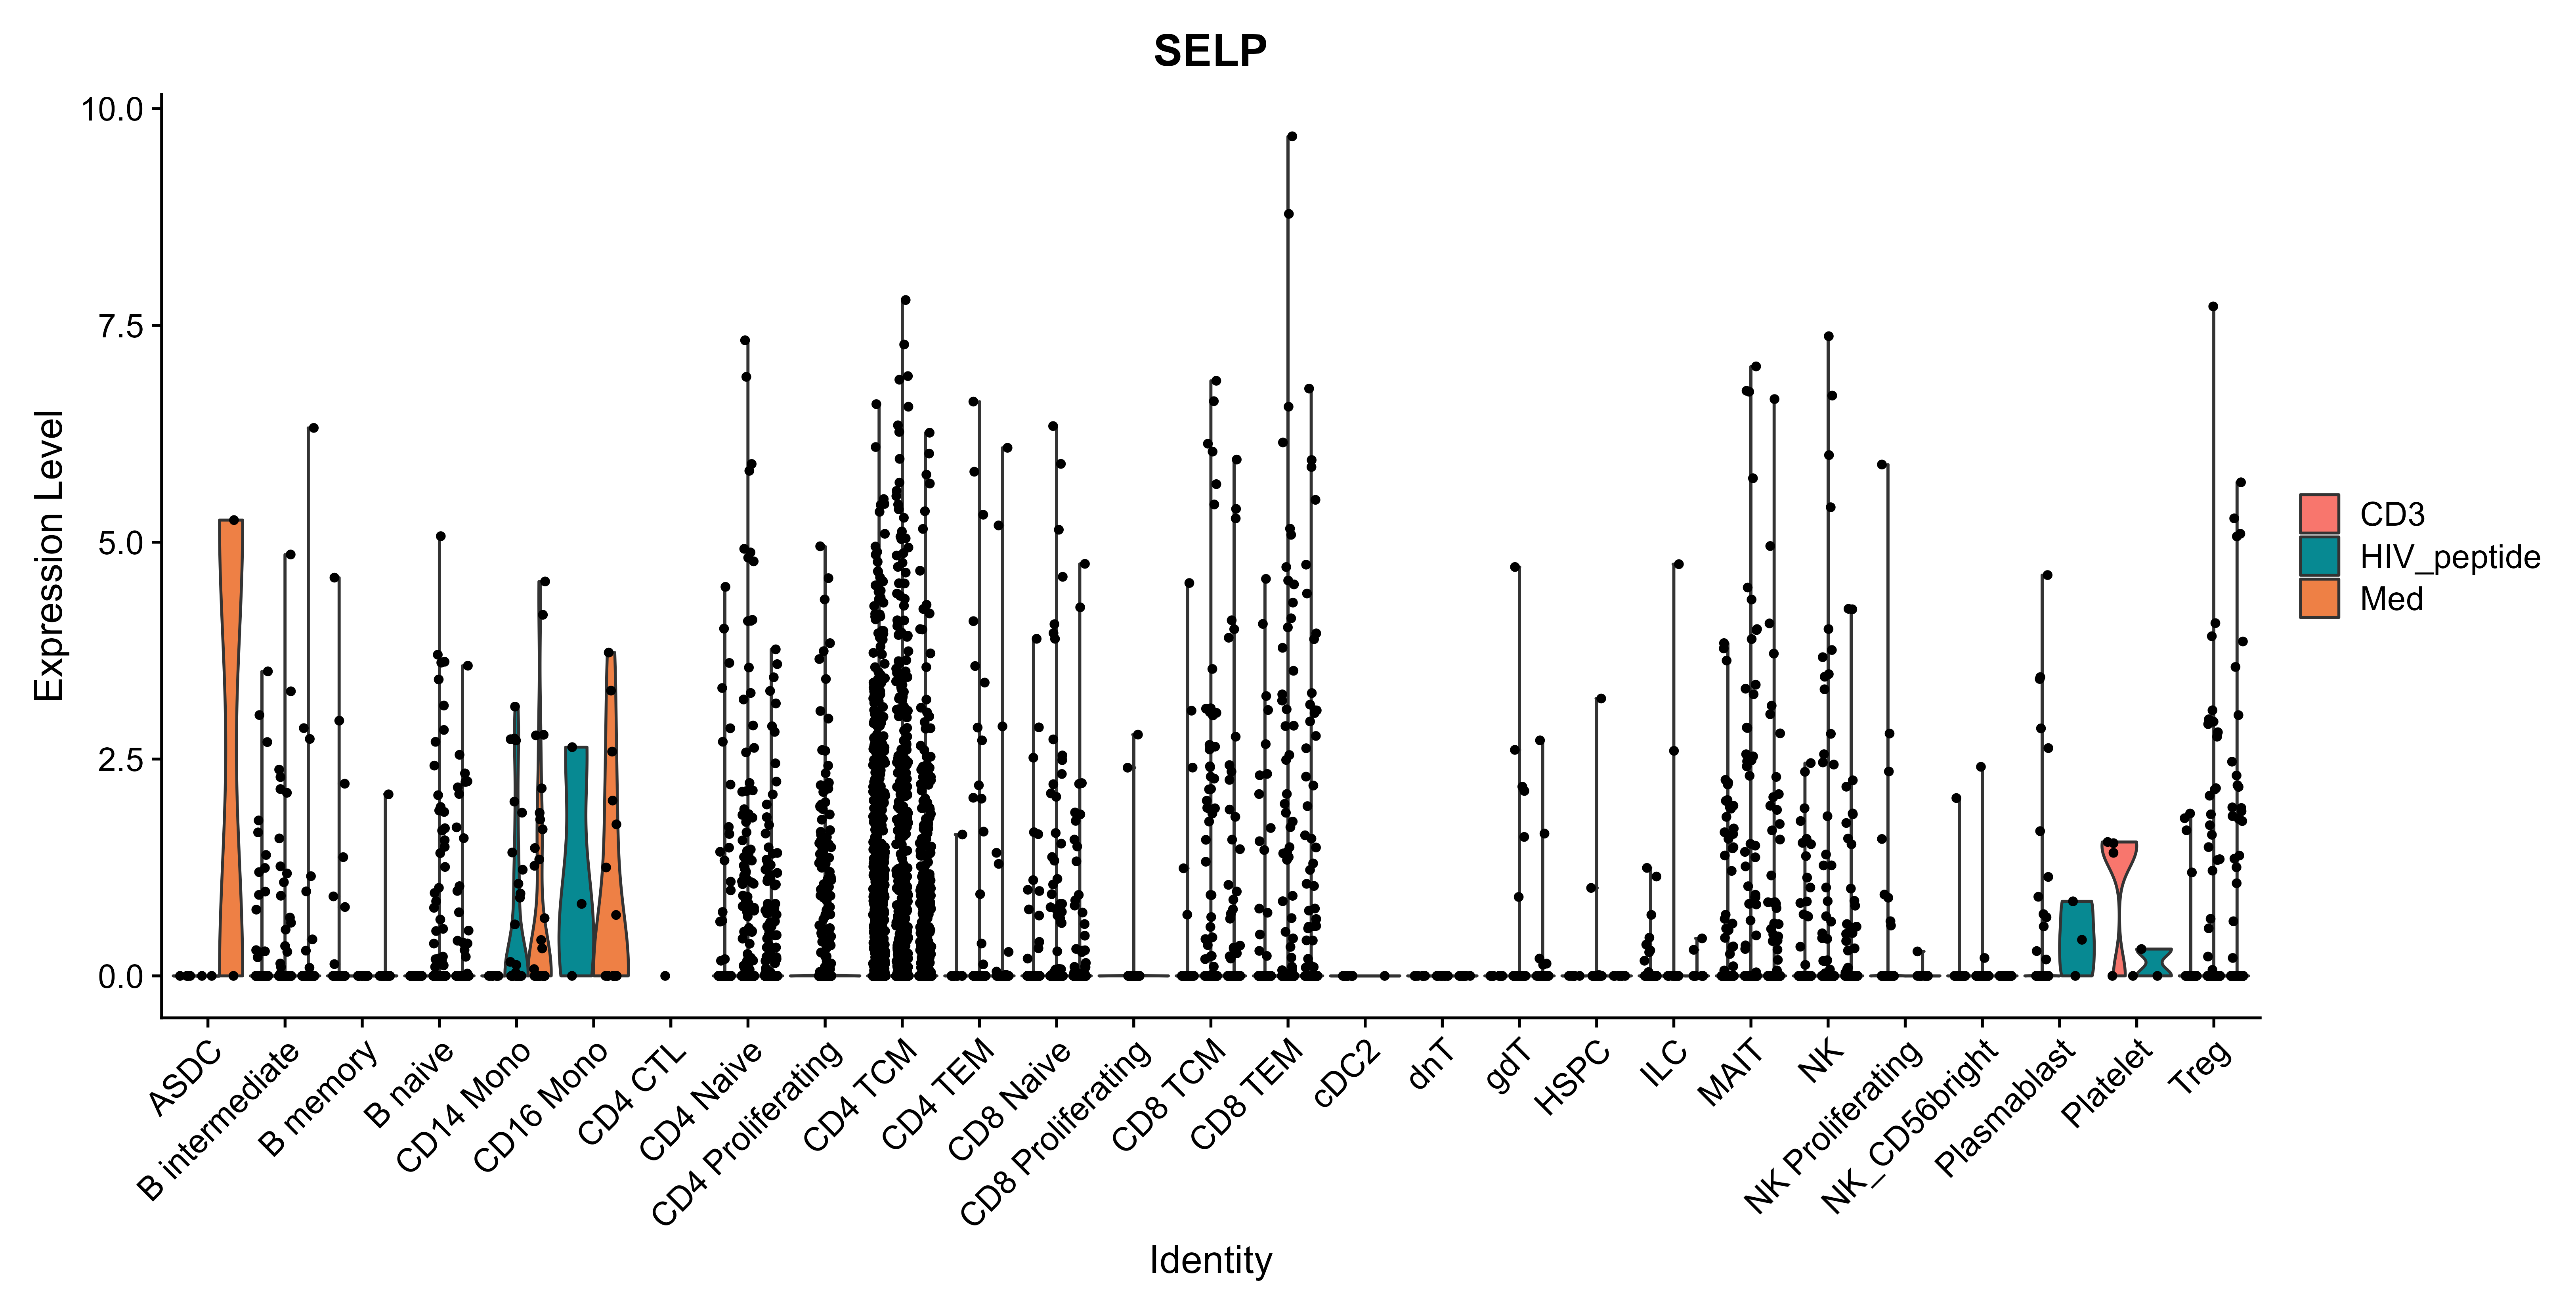 SELP
Expression Level
10.0
7.5
5.0
2.5
0.0
ASDC
B intermediate
B memory
B naive
CD14 Mono
CD16 Mono
CD4 CTL
CD4 Naive
CD4 Proliferating
CD4 TCM
CD4 TEM
CD8 Naive
CD8 Proliferating
CD8 TCM
CD8 TEM
cDC2
dnT
gdT
HSPC
ILC
MAIT
NK
NK Proliferating
NK_CD56bright
Plasmablast
Platelet
Treg
Identity
CD3
HIV_peptide
Med